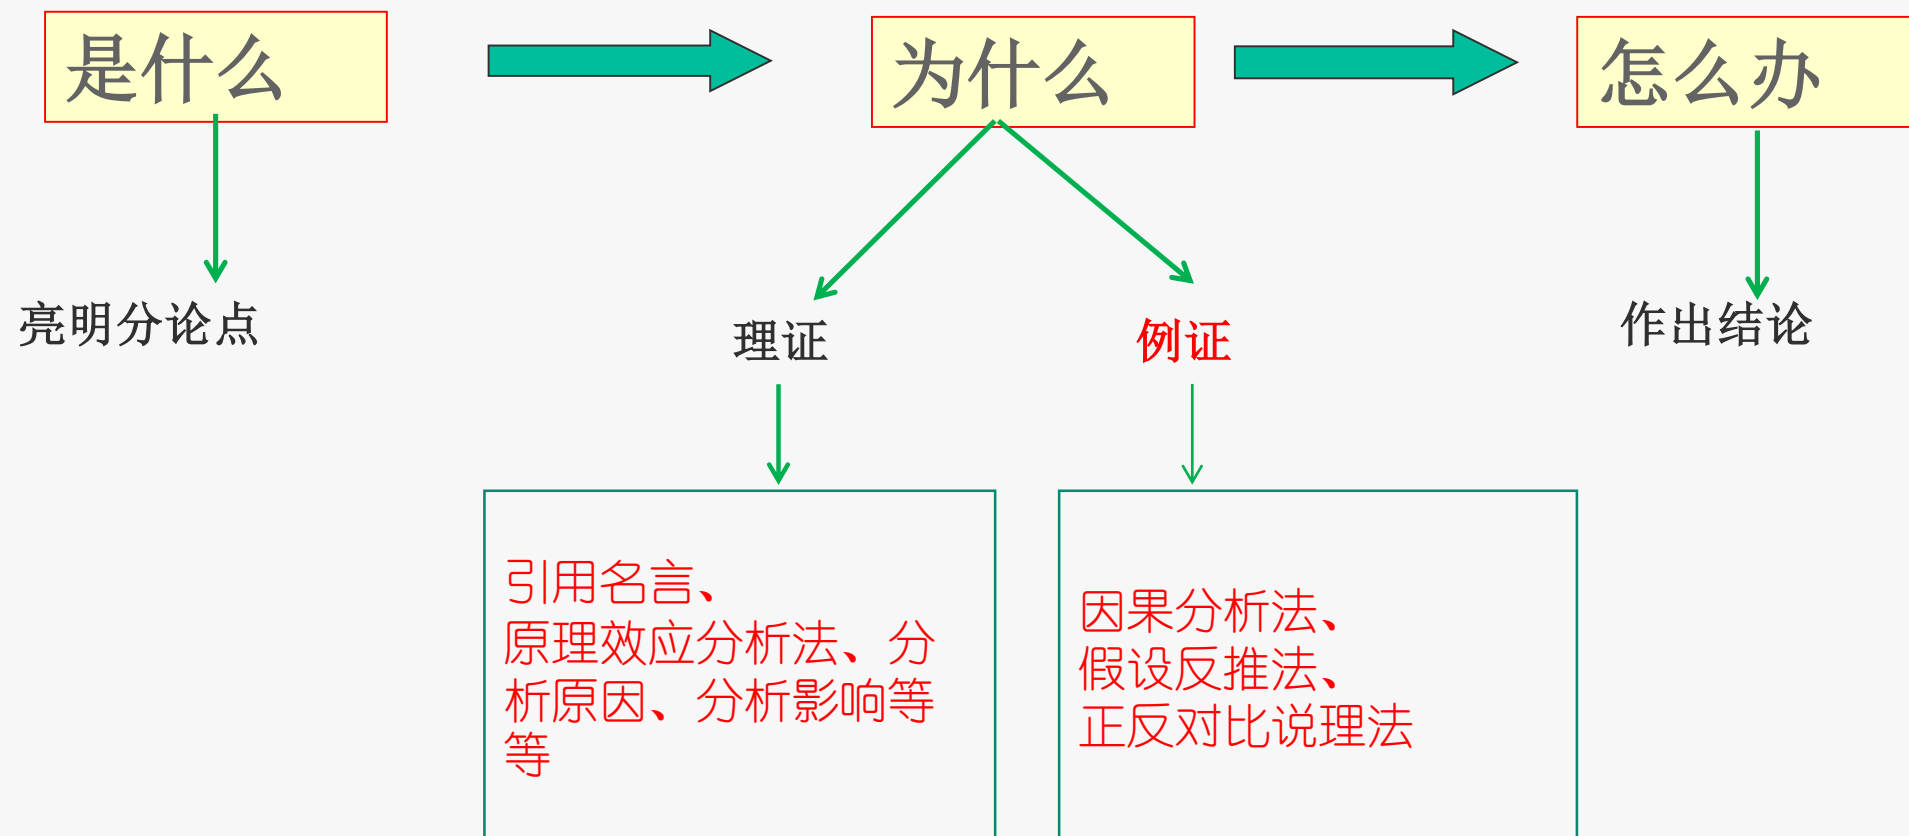 是什么
为什么
怎么办
亮明分论点
理证
例证
作出结论
引用名言、
原理效应分析法、分
析原因、分析影响等
等
因果分析法、
假设反推法、
正反对比说理法